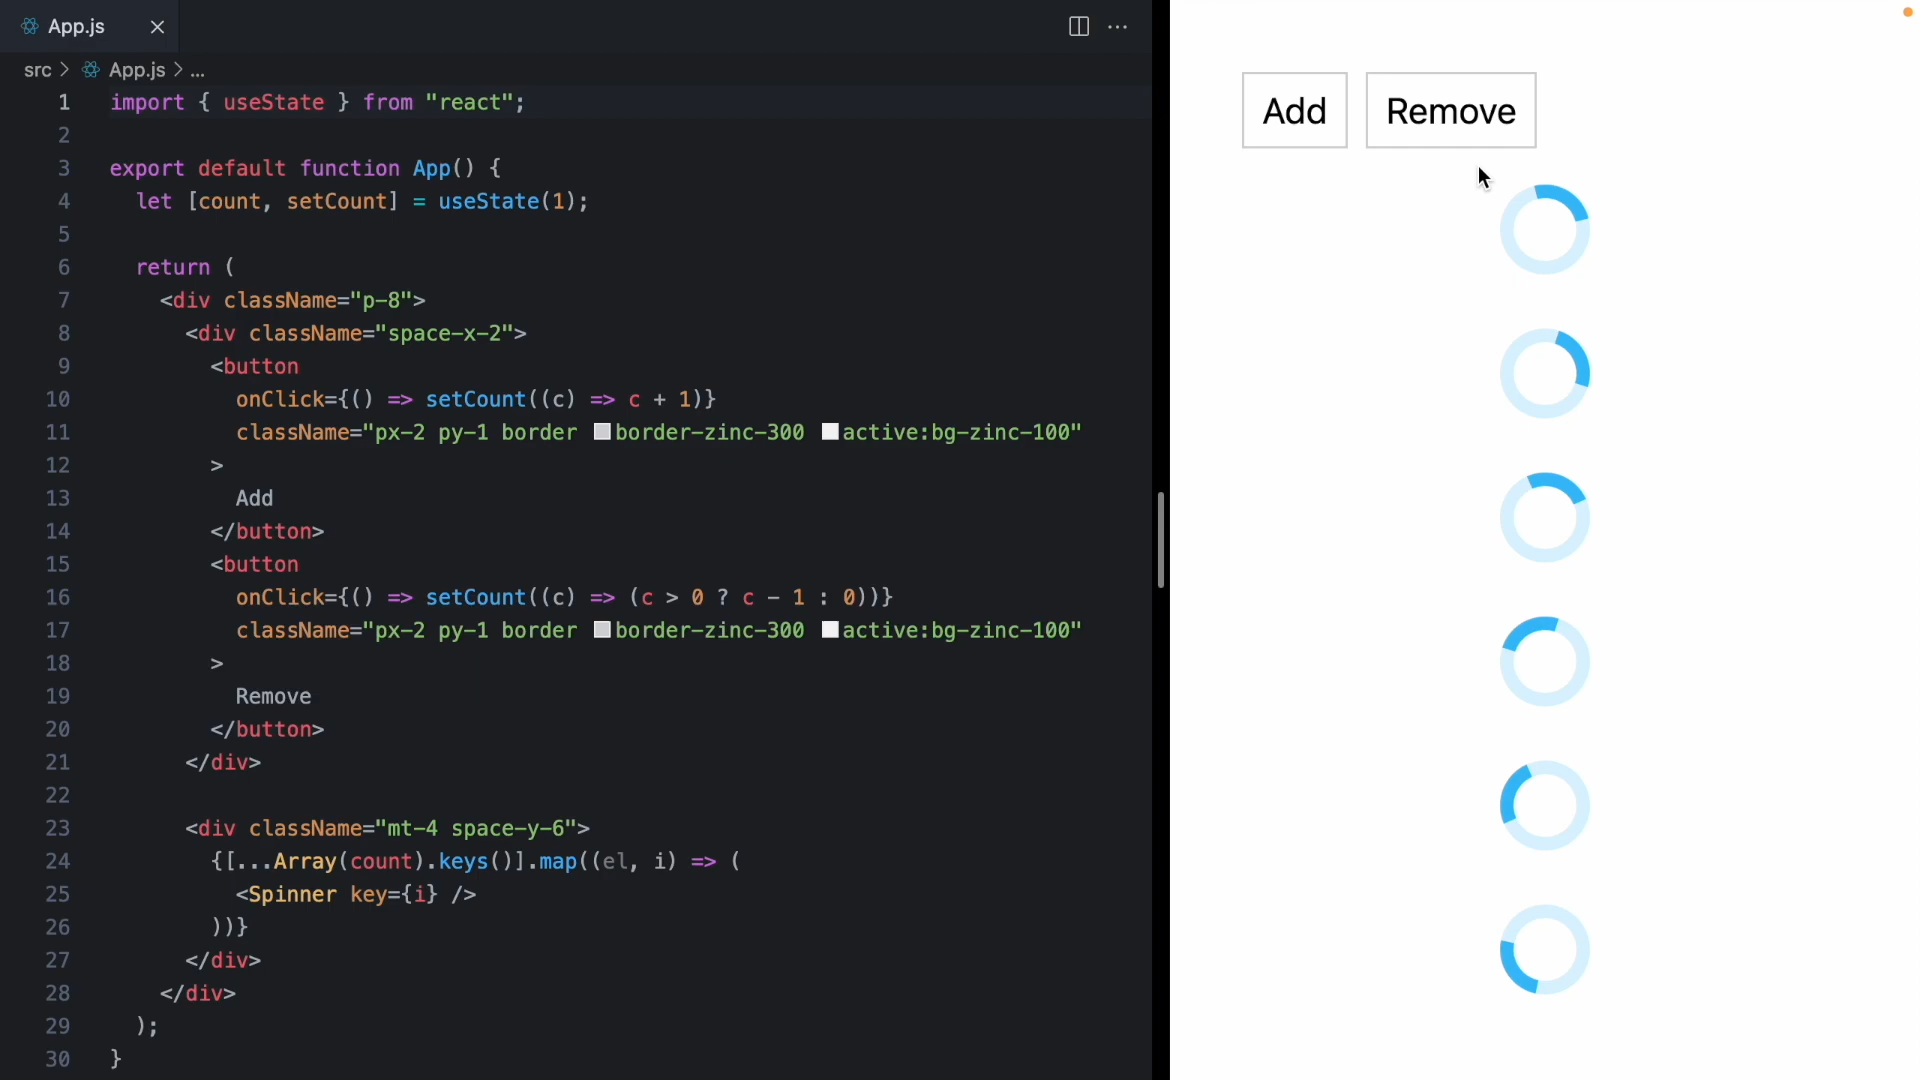 App.js
src > App.js > ...
1 import { useState } from "react";
2
3 export default function App() {
4 let [count, setCount] = useState(1);
5
6 return (
7 <div className="p-8">
8 <div className="space-x-2">
9 <button
10 onClick={() => setCount((c) => c + 1)}
11 className="px-2 py-1 border border-zinc-300 active:bg-zinc-100"
12 >
13 Add
14 </button>
15 <button
16 onClick={() => setCount((c) => (c > 0 ? c - 1 : 0))}
17 className="px-2 py-1 border border-zinc-300 active:bg-zinc-100"
18 >
19 Remove
20 </button>
21 </div>
22
23 <div className="mt-4 space-y-6">
24 {[...Array(count).keys()].map((el, i) => (
25 <Spinner key={i} />
26 ))}
27 </div>
28 </div>
29 );
30 }
Add Remove